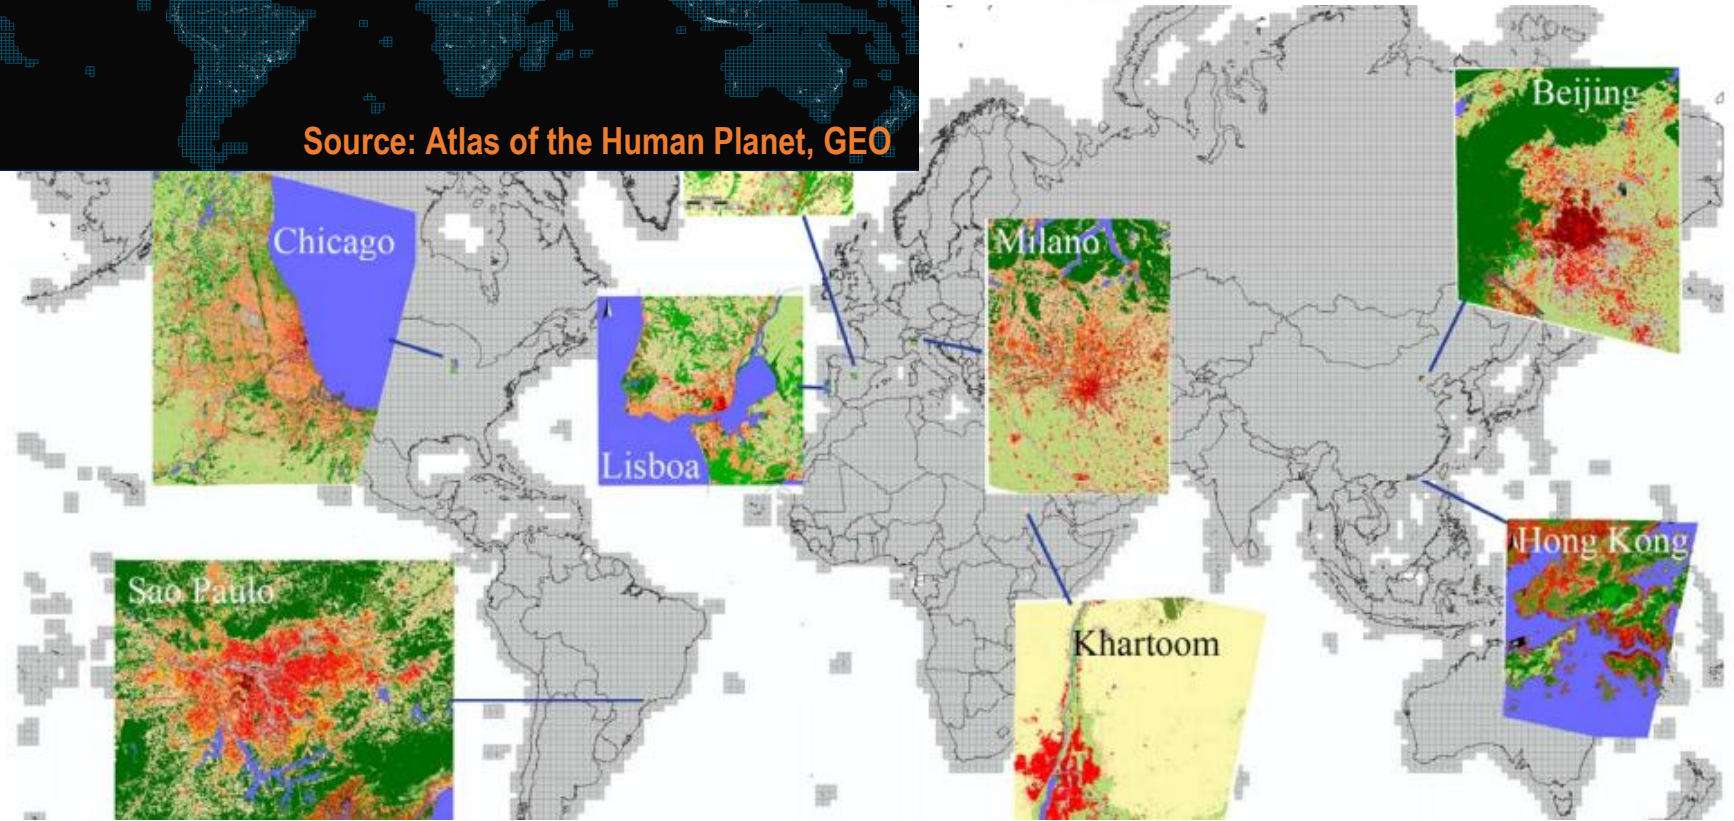 Source: Atlas of the Human Planet, GEO
Beijing
Chicago
Milano
Lisboa
Hong Kong
Sao Paulo
Khartoom